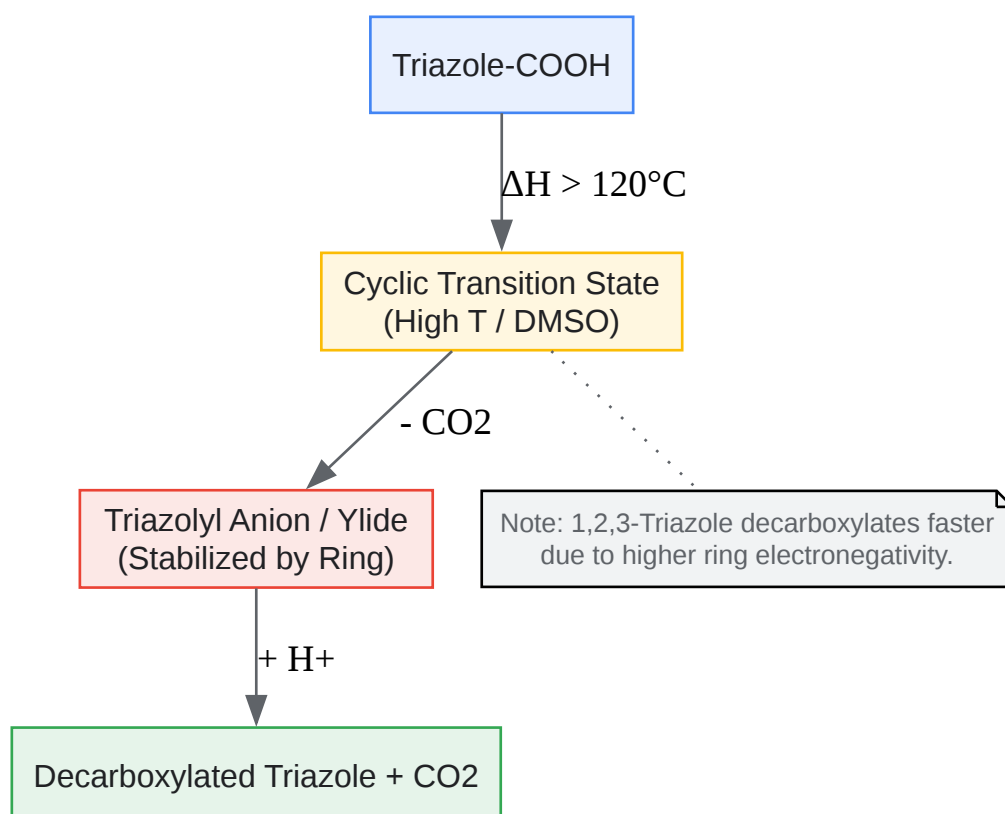 Triazole-COOH
ΔH > 120°C
Cyclic Transition State
(High T / DMSO)
- CO2
Triazolyl Anion / Ylide
(Stabilized by Ring)
Note: 1,2,3-Triazole decarboxylates faster
due to higher ring electronegativity.
+ H+
Decarboxylated Triazole + CO2